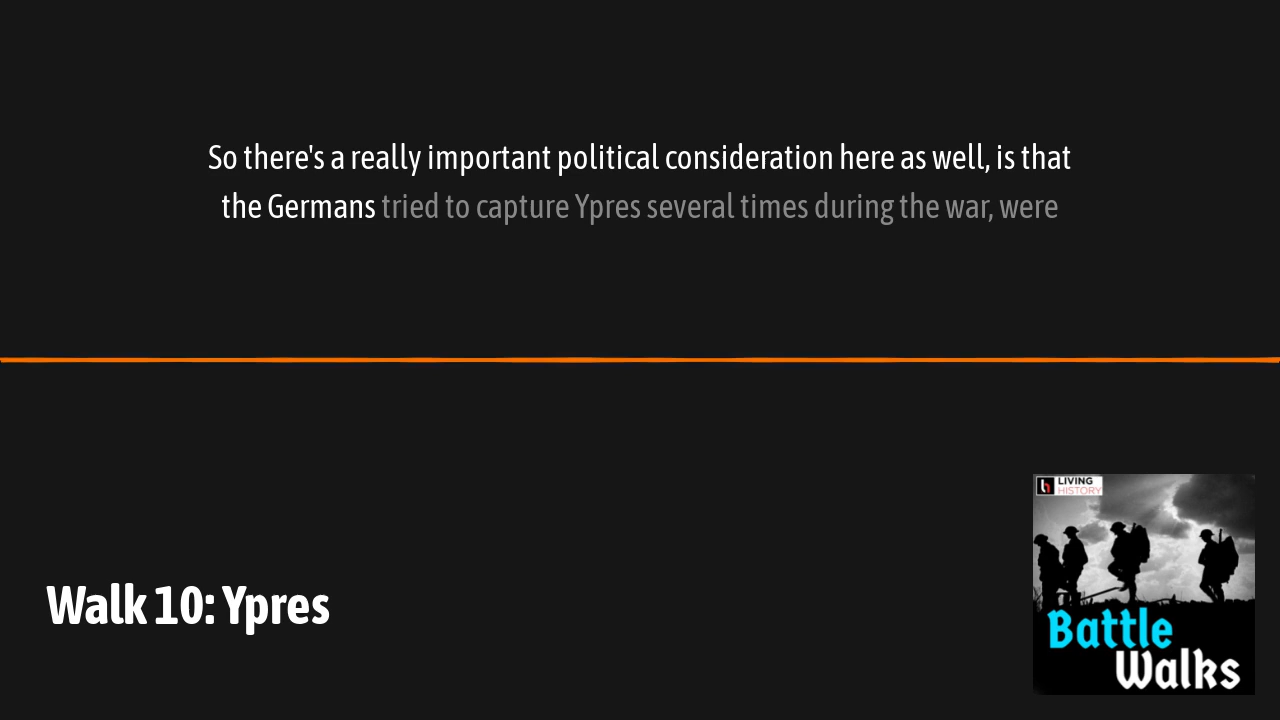 So there's a really important political consideration here as well, is that
the Germans tried to capture Ypres several times during the war, were
Walk 10: Ypres
LIVING
HISTORY
Battle
Walks